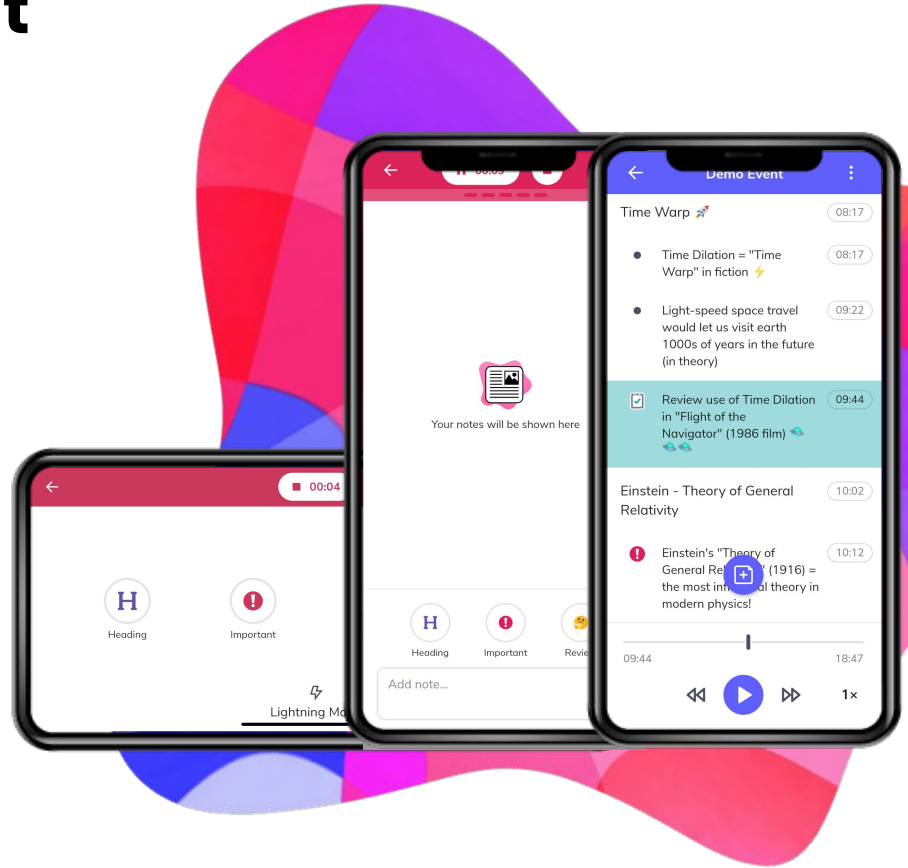 t
00:04
H
Heading
Important
Lightning
00:09
Your notes will be shown here
H
Heading
Important
Add note...
Demo Event
Time Warp 🚀
08:17
Time Dilation = "Time
Warp" in fiction ⚡
08:17
Light-speed space travel
would let us visit earth
1000s of years in the future
(in theory)
09:22
Review use of Time Dilation
in "Flight of the
Navigator" (1986 film) 🛸
🛸🛸
09:44
Einstein - Theory of General
Relativity
10:02
Einstein's "Theory of
General (1916) =
the most theory in
modern physics!
10:12
09:44
18:47
1×